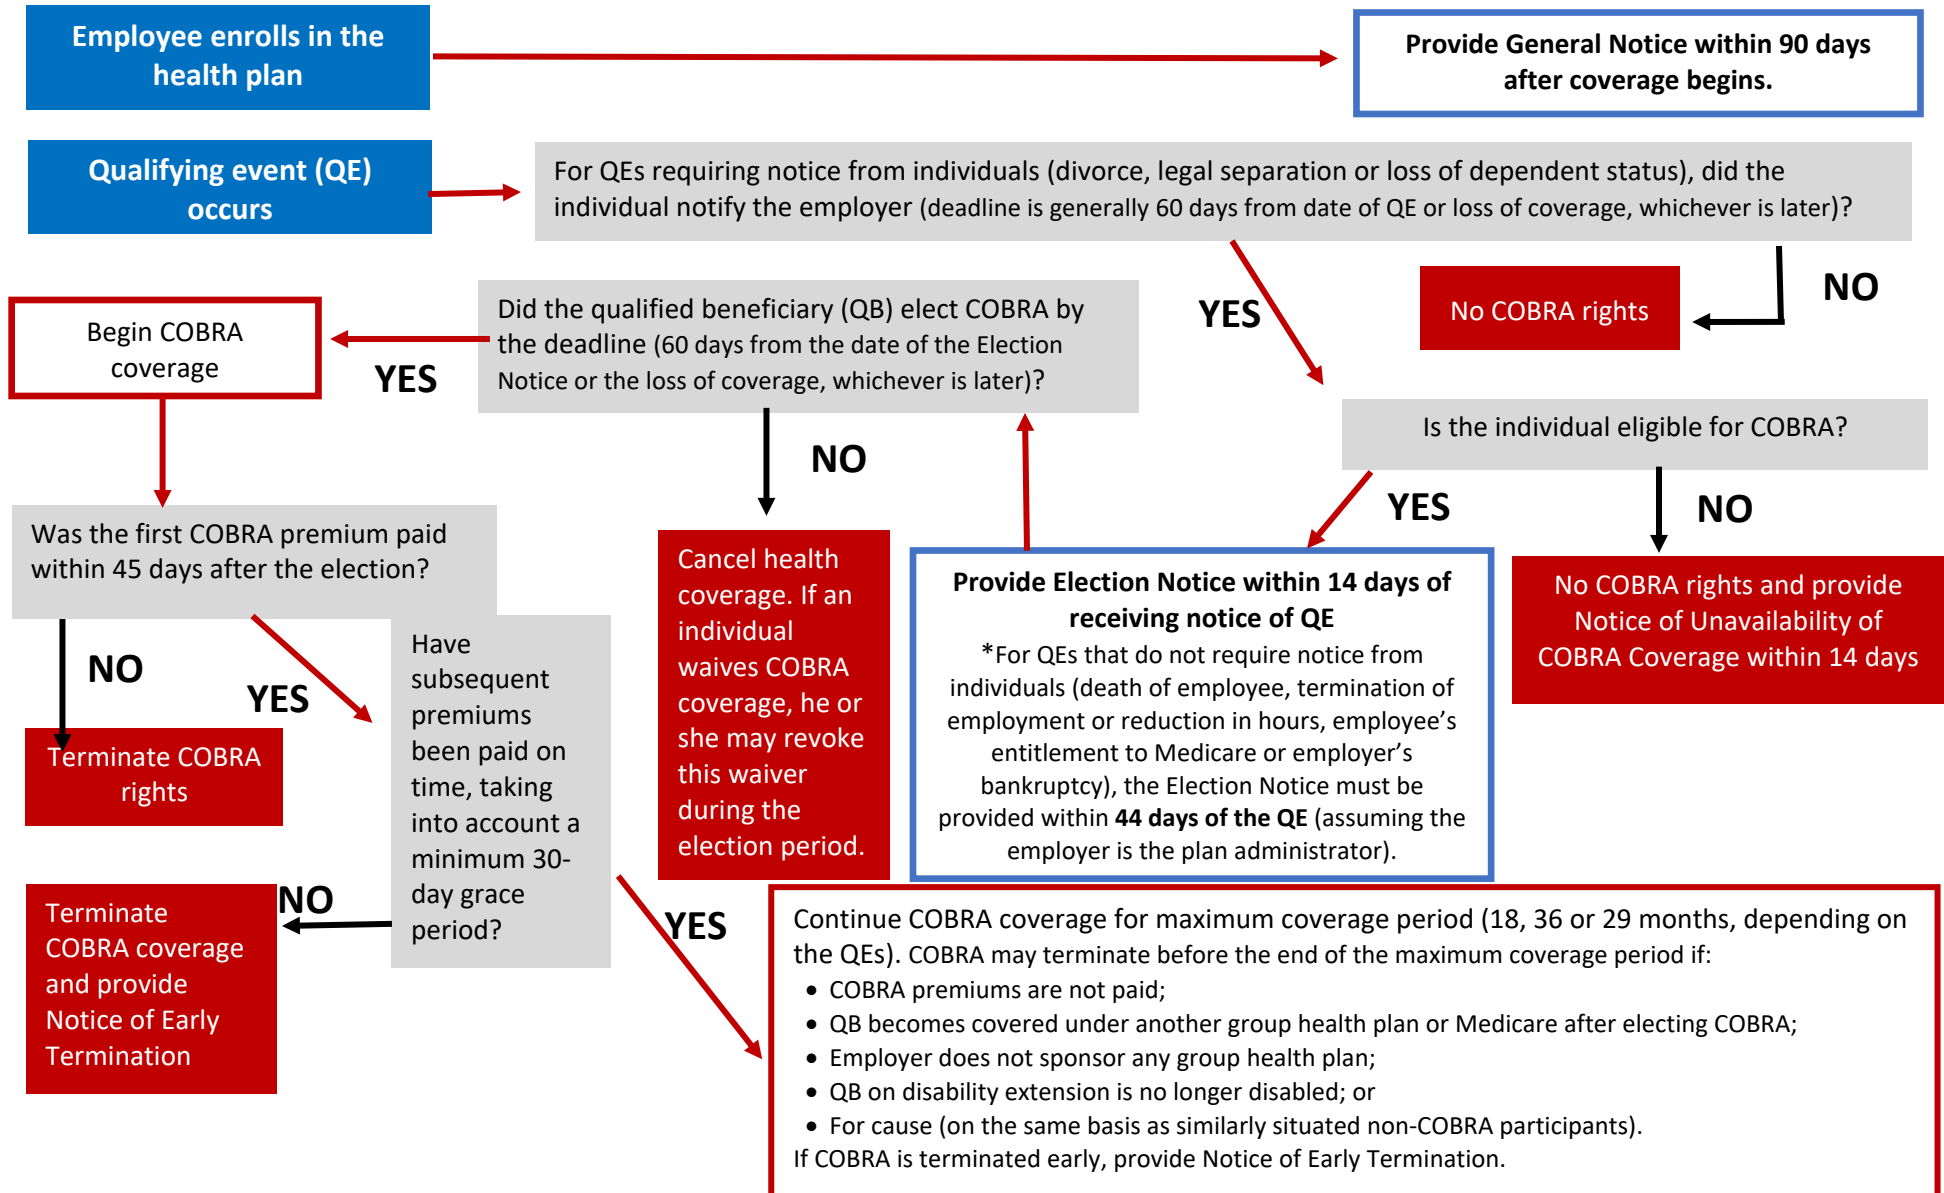 Employee enrolls in the
health plan
Provide General Notice within 90 days
after coverage begins.
Qualifying event (QE)
occurs
For QEs requiring notice from individuals (divorce, legal separation or loss of dependent status), did the
individual notify the employer (deadline is generally 60 days from date of QE or loss of coverage, whichever is later)?
YES
NO
No COBRA rights
Is the individual eligible for COBRA?
YES
NO
No COBRA rights and provide
Notice of Unavailability of
COBRA Coverage within 14 days
Provide Election Notice within 14 days of
receiving notice of QE
*For QEs that do not require notice from
individuals (death of employee, termination of
employment or reduction in hours, employee’s
entitlement to Medicare or employer’s
bankruptcy), the Election Notice must be
provided within 44 days of the QE (assuming the
employer is the plan administrator).
Did the qualified beneficiary (QB) elect COBRA by
the deadline (60 days from the date of the Election
Notice or the loss of coverage, whichever is later)?
YES
NO
Cancel health
coverage. If an
individual
waives COBRA
coverage, he or
she may revoke
this waiver
during the
election period.
Begin COBRA
coverage
Was the first COBRA premium paid
within 45 days after the election?
NO
YES
Terminate COBRA
rights
Have
subsequent
premiums
been paid on
time, taking
into account a
minimum 30-
day grace
period?
NO
YES
Terminate
COBRA coverage
and provide
Notice of Early
Termination
Continue COBRA coverage for maximum coverage period (18, 36 or 29 months, depending on
the QEs). COBRA may terminate before the end of the maximum coverage period if:
• COBRA premiums are not paid;
• QB becomes covered under another group health plan or Medicare after electing COBRA;
• Employer does not sponsor any group health plan;
• QB on disability extension is no longer disabled; or
• For cause (on the same basis as similarly situated non-COBRA participants).
If COBRA is terminated early, provide Notice of Early Termination.